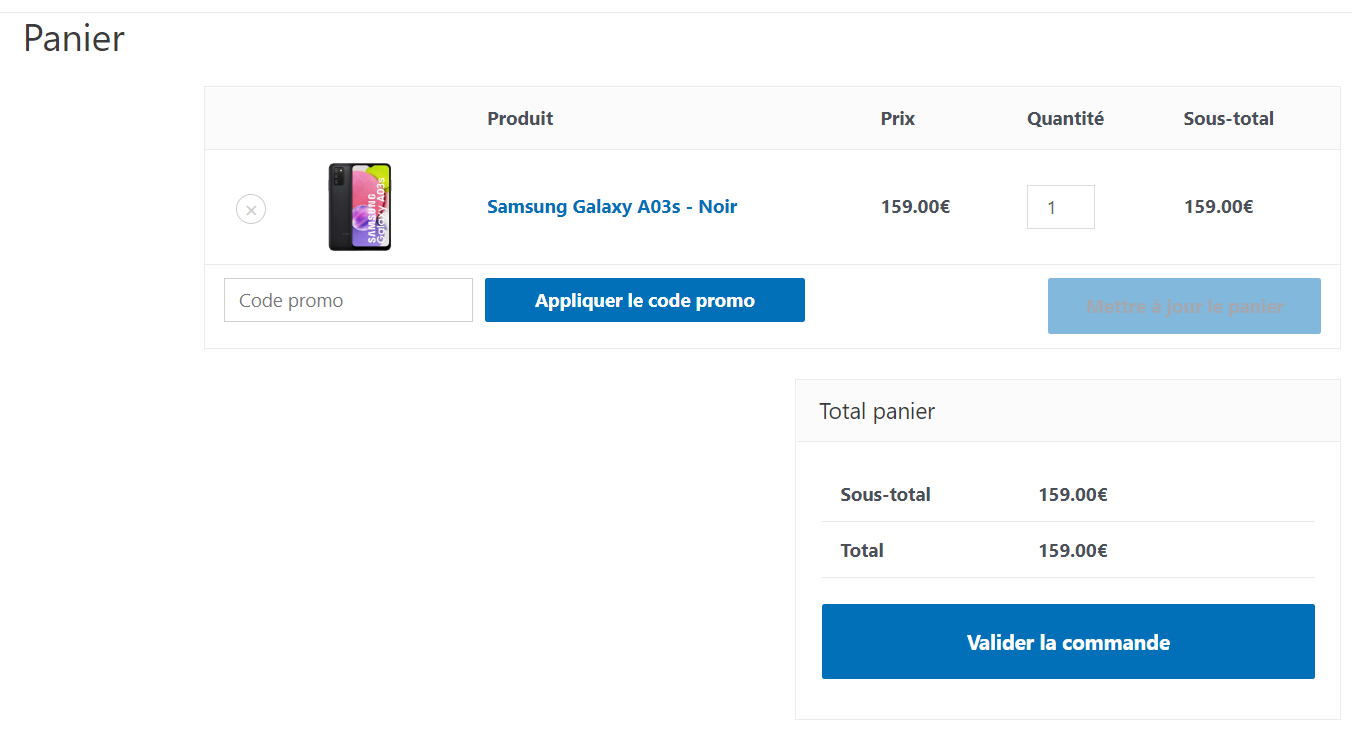 Panier
Produit Prix Quantité Sous-total
SAMSUNG
Galaxy A03s
Samsung Galaxy A03s - Noir 159.00€ 1 159.00€
Code promo Appliquer le code promo Mettre à jour le panier
Total panier
Sous-total 159.00€
Total 159.00€
Valider la commande